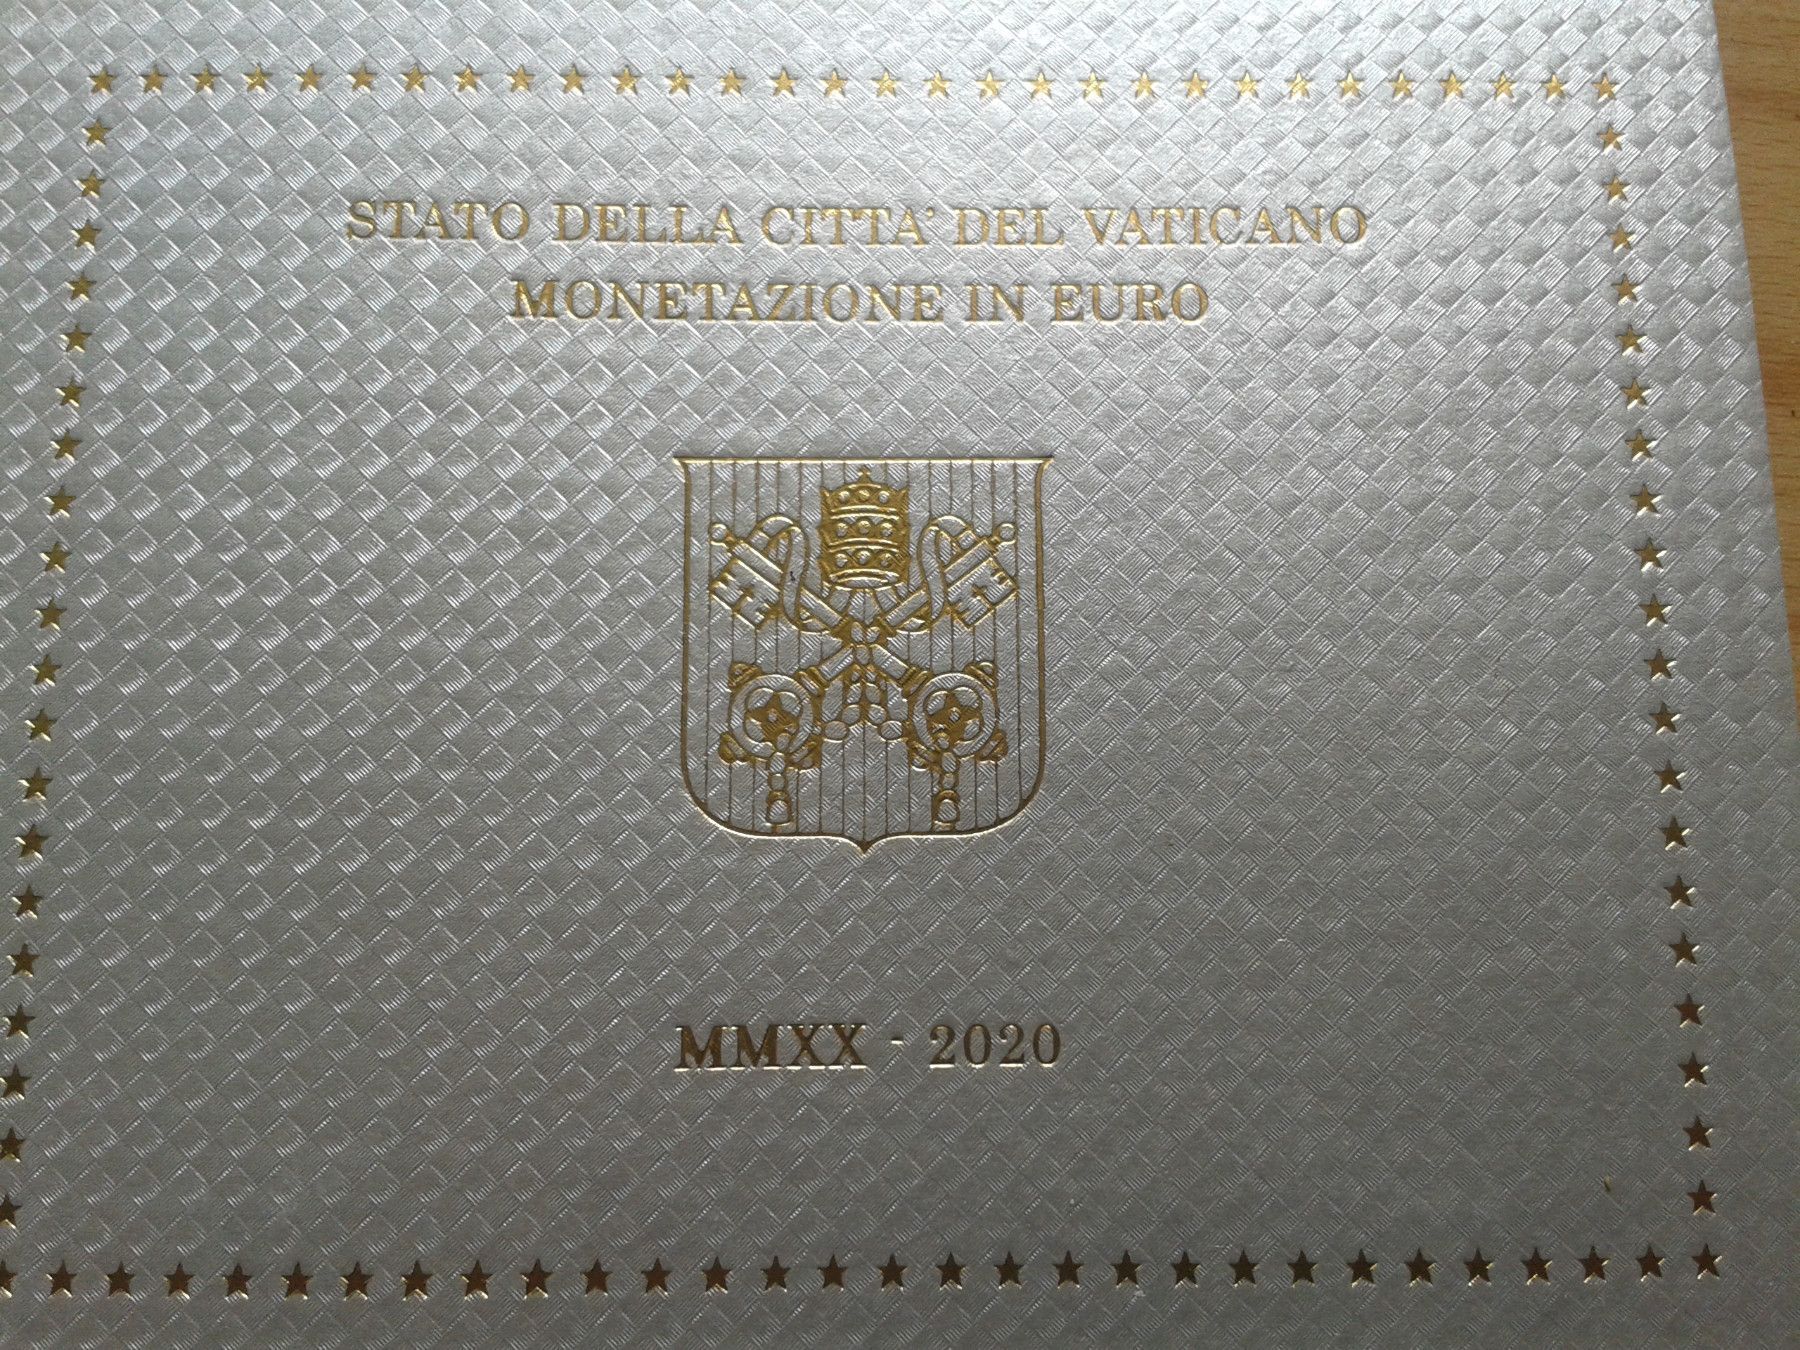 STATO DELLA CITTA' DEL VATICANO
MONETAZIONE IN EURO
MMXX - 2020